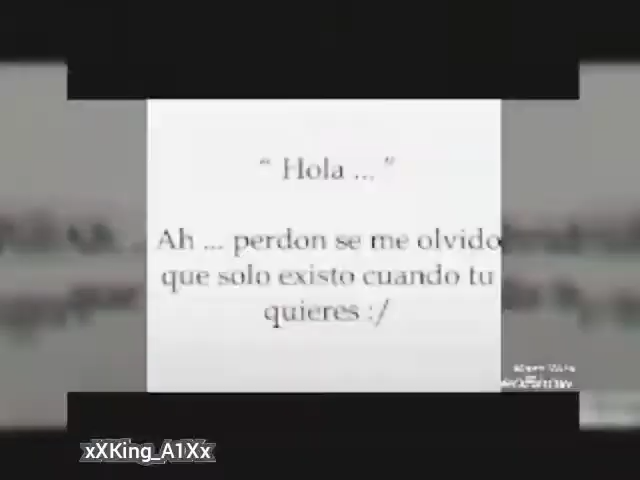 “ Hola ... ”
Ah ... perdon se me olvido
que solo existo cuando tu
quieres :/
xXKing_A1Xx